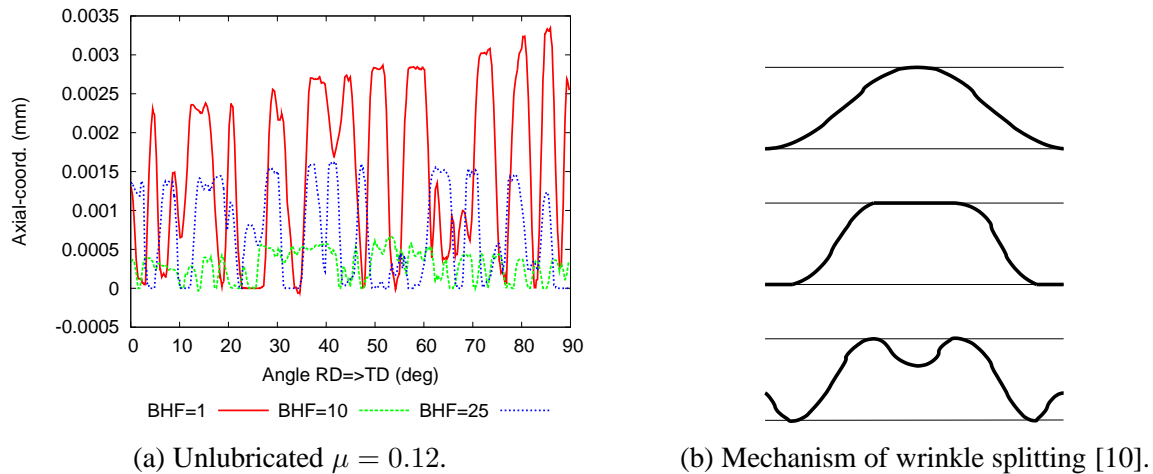 0.0035
0.003
0.0025
0.002
0.0015
0.001
0.0005
0
-0.0005
Axial-coord. (mm)
0 10 20 30 40 50 60 70 80 90
Angle RD=>TD (deg)
BHF=1 BHF=10 BHF=25
(a) Unlubricated μ = 0.12.
(b) Mechanism of wrinkle splitting [10].